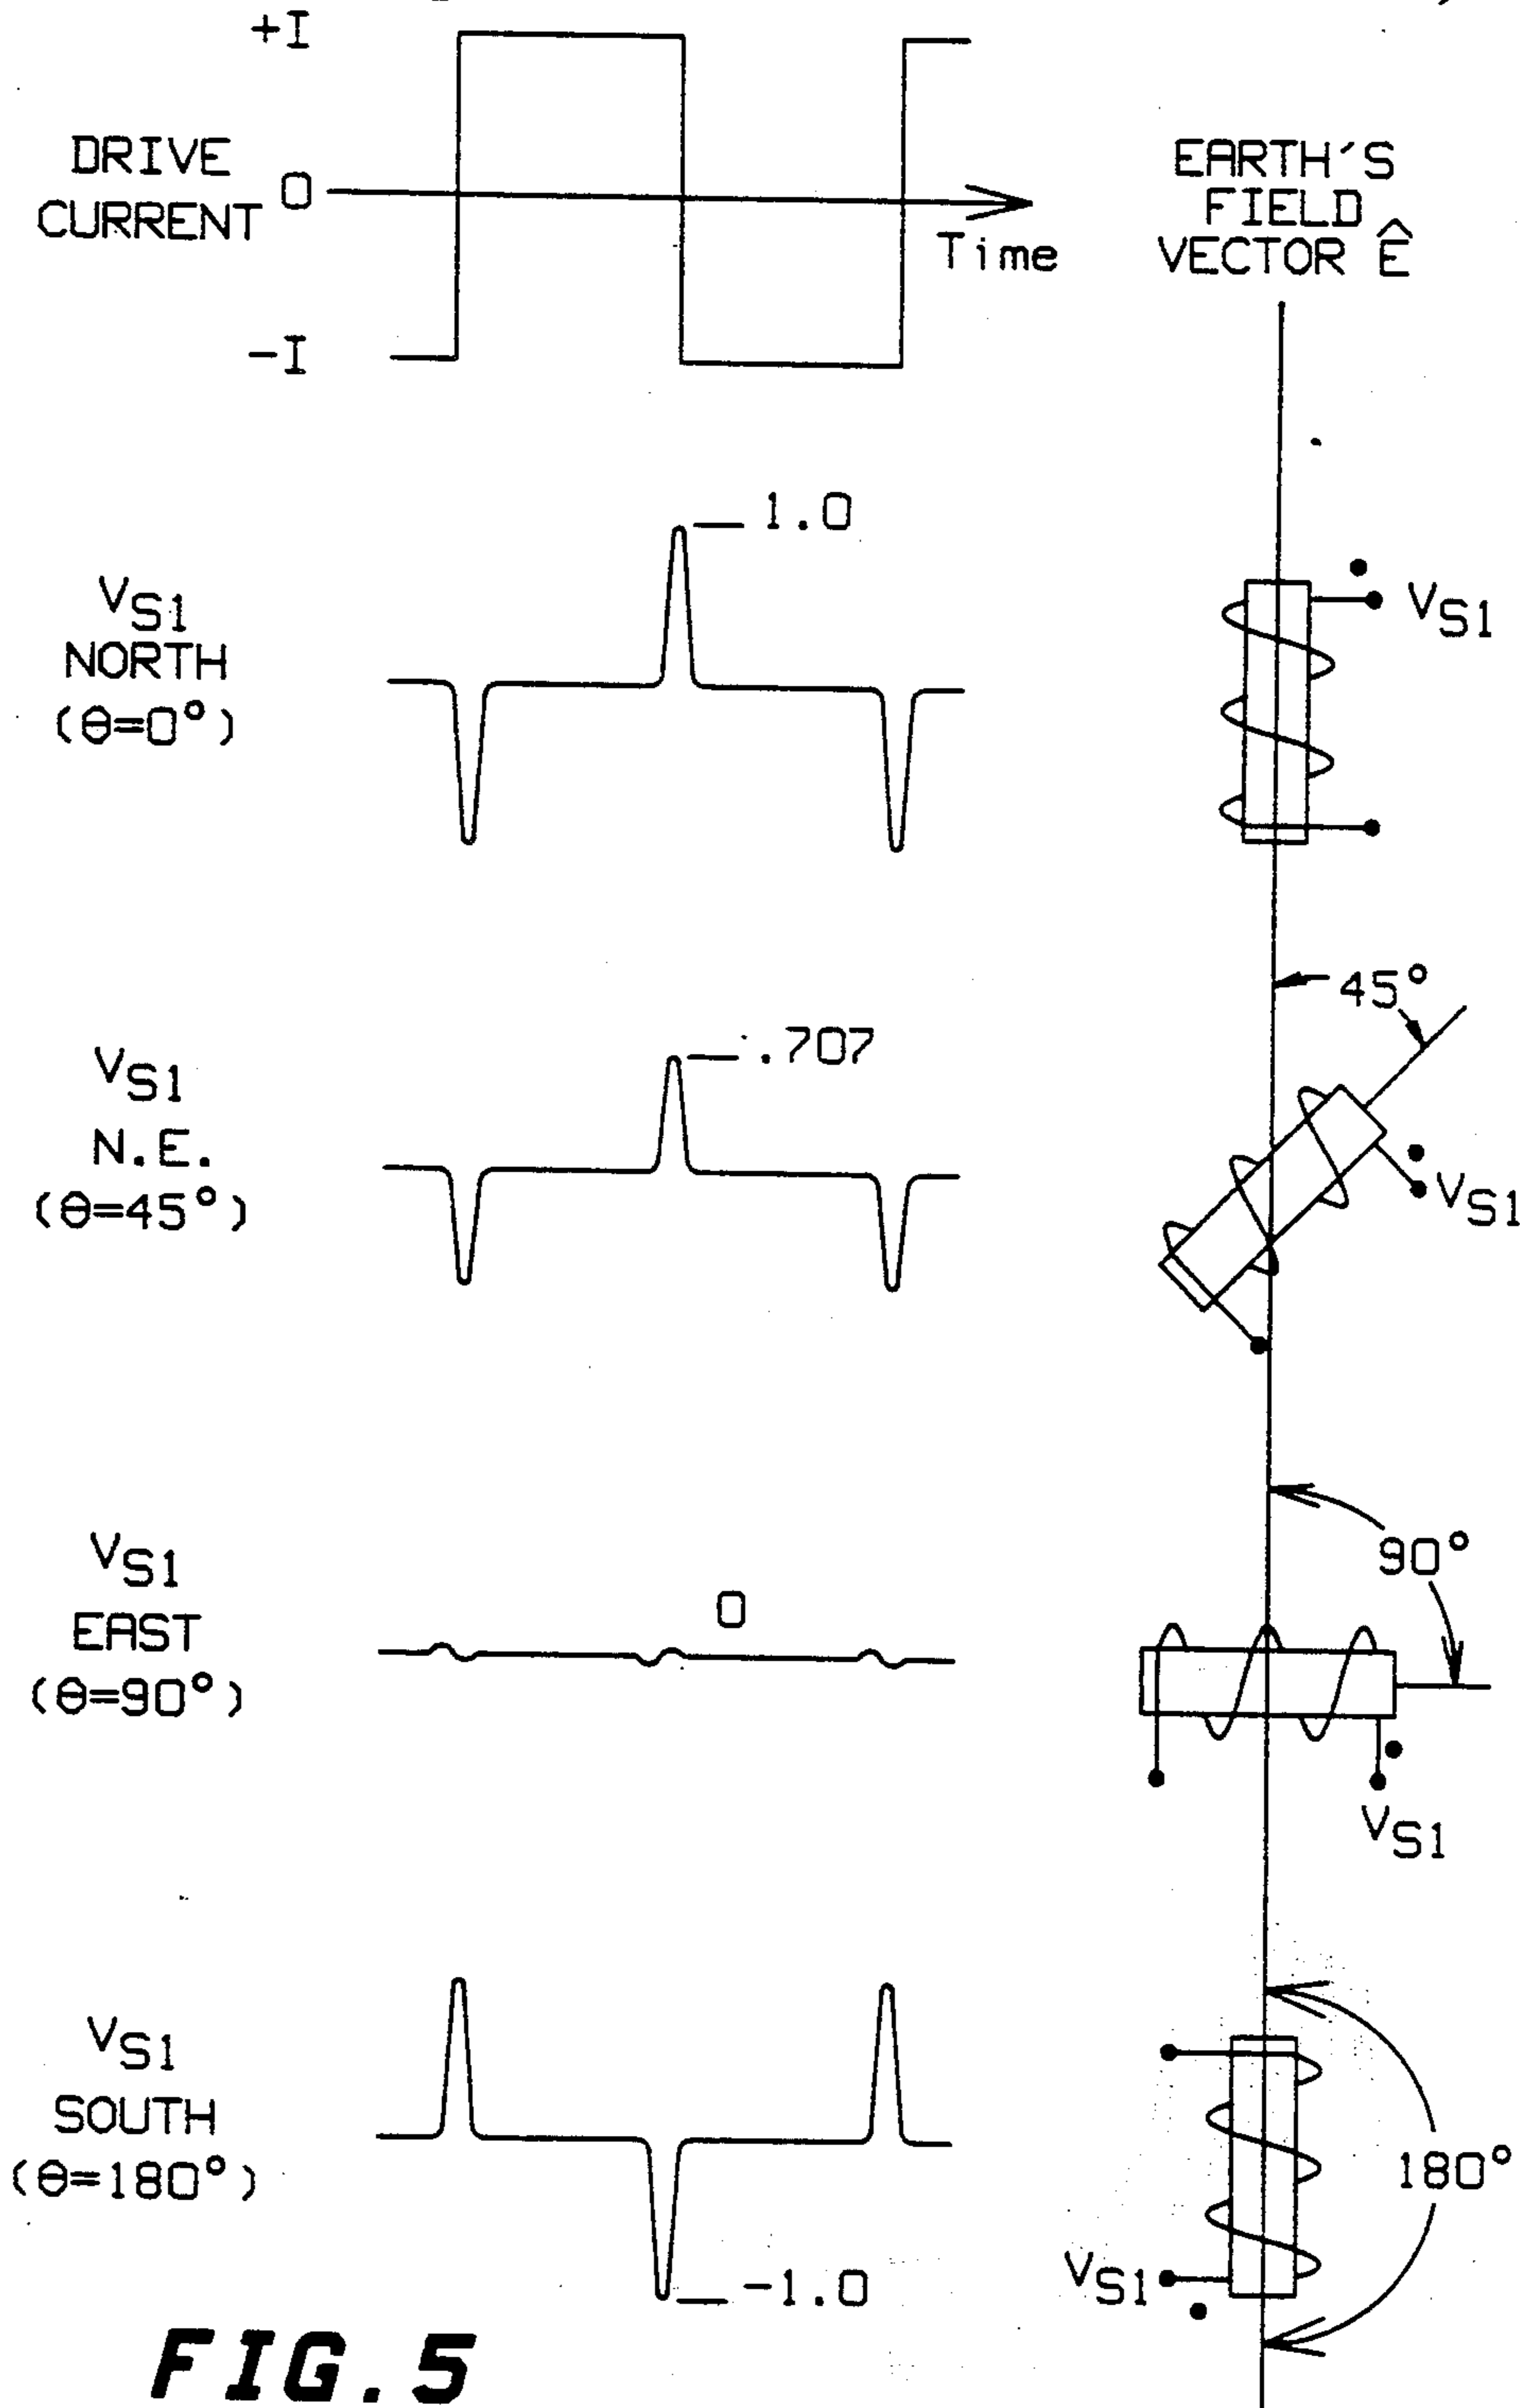 +I
DRIVE
CURRENT
0
Time
-I
EARTH'S
FIELD
VECTOR Ê
VS1
NORTH
(θ=0°)
1.0
VS1
VS1
N.E.
(θ=45°)
.707
45°
VS1
VS1
EAST
(θ=90°)
0
90°
VS1
VS1
SOUTH
(θ=180°)
-1.0
180°
VS1
FIG.5